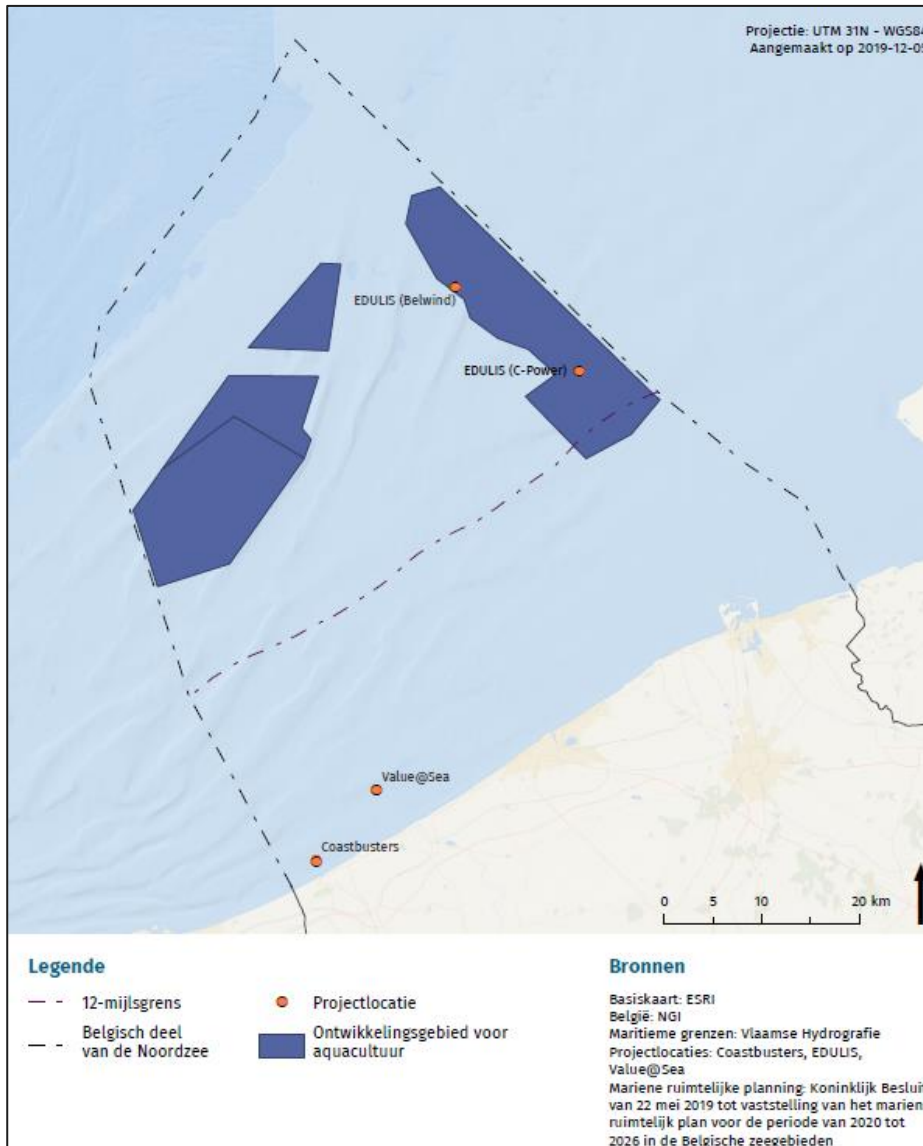 Projectie: UTM 31N - WGS84
Aangemaakt op 2019-12-05
EDULIS (Belwind)
EDULIS (C-Power)
Value@Sea
Coastbusters
0 5 10 20 km
Legende
12-mijlsgrens
Belgisch deel
van de Noordzee
Projectlocatie
Ontwikkelingsgebied voor
aquacultuur
Bronnen
Basiskaart: ESRI
België: NGI
Maritieme grenzen: Vlaamse Hydrografie
Projectlocaties: Coastbusters, EDULIS,
Value@Sea
Mariene ruimtelijke planning: Koninklijk Besluit
van 22 mei 2019 tot vaststelling van het marien
ruimtelijk plan voor de periode van 2020 tot
2026 in de Belgische zeegebieden